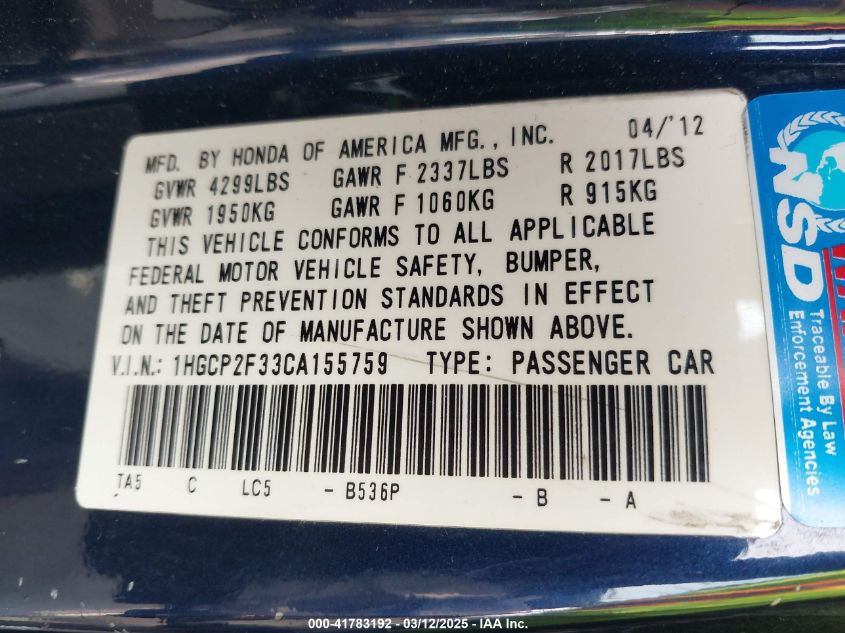 MFD. BY HONDA OF AMERICA MFG., INC. 04/'12
GVWR 4299LBS GAWR F 2337LBS R 2017LBS
GVWR 1950KG GAWR F 1060KG R 915KG
THIS VEHICLE CONFORMS TO ALL APPLICABLE
FEDERAL MOTOR VEHICLE SAFETY, BUMPER,
AND THEFT PREVENTION STANDARDS IN EFFECT
ON THE DATE OF MANUFACTURE SHOWN ABOVE.
V.I.N.: 1HGCP2F33CA155759 TYPE: PASSENGER CAR
TA5 C LC5 - B536P - B - A
NSD
Traceable By Law
Enforcement Agencies
000-41783192 - 03/12/2025 - IAA Inc.